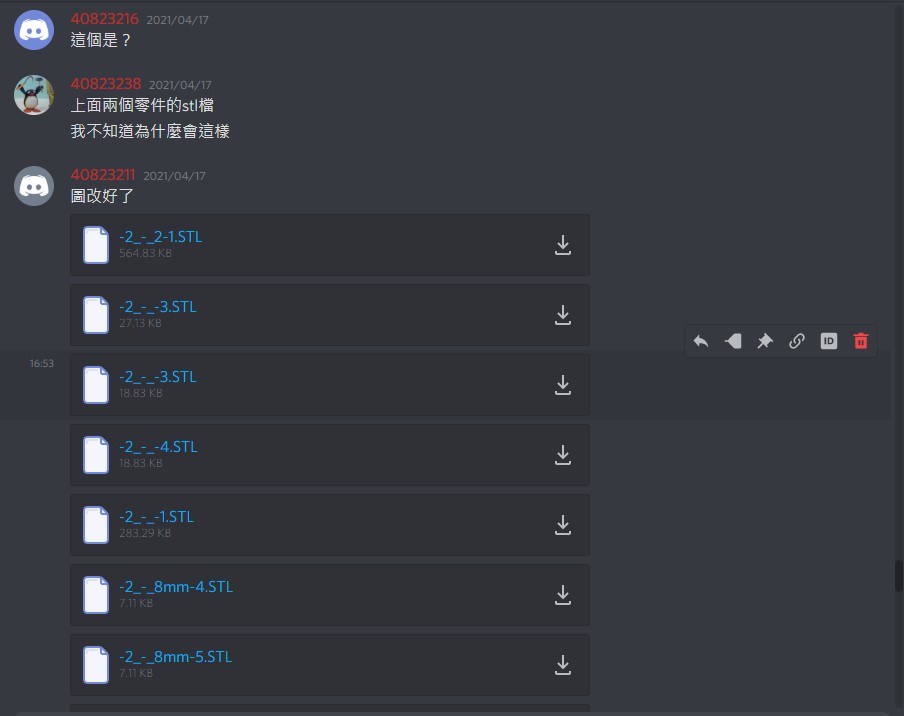 40823216 2021/04/17
這個是？
40823238 2021/04/17
上面兩個零件的stl檔
我不知道為什麼會這樣
40823211 2021/04/17
圖改好了
-2_-_2-1.STL
564.83 KB
-2_-_-3.STL
27.13 KB
16:53
ID
-2_-_-3.STL
18.83 KB
-2_-_-4.STL
18.83 KB
-2_-_-1.STL
283.29 KB
-2_-_8mm-4.STL
7.11 KB
-2_-_8mm-5.STL
7.11 KB